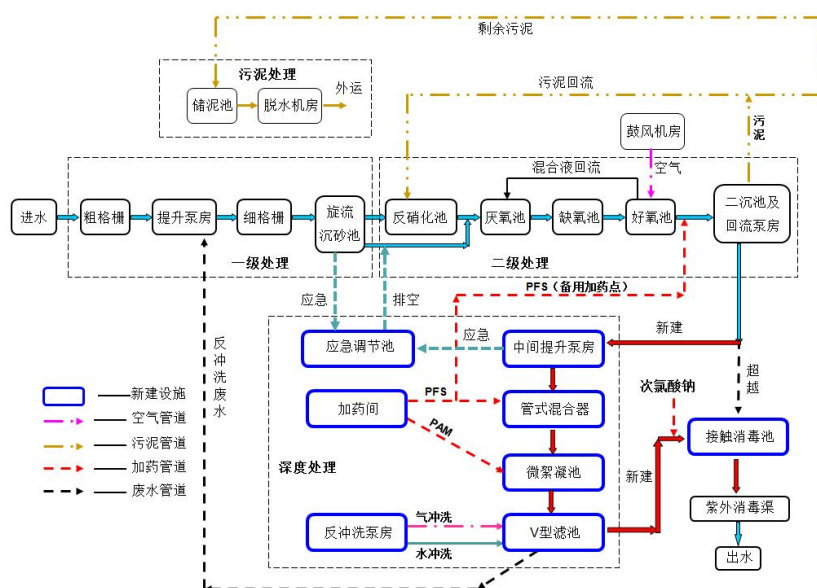 剩余污泥
污泥处理
外运
储泥池
脱水机房
污泥回流
鼓风机房
污泥
混合液回流
空气
进水
粗格栅
提升泵房
细格栅
旋流
沉砂池
反硝化池
厌氧池
缺氧池
好氧池
二沉池及
回流泵房
一级处理
二级处理
PFS（备用加药点）
应急
排空
反冲洗废水
应急调节池
应急
中间提升泵房
新建
超越
新建设施
空气管道
污泥管道
加药管道
废水管道
加药间
PFS
PAM
管式混合器
次氯酸钠
接触消毒池
深度处理
微絮凝池
新建
反冲洗泵房
气冲洗
水冲洗
V型滤池
紫外消毒渠
出水